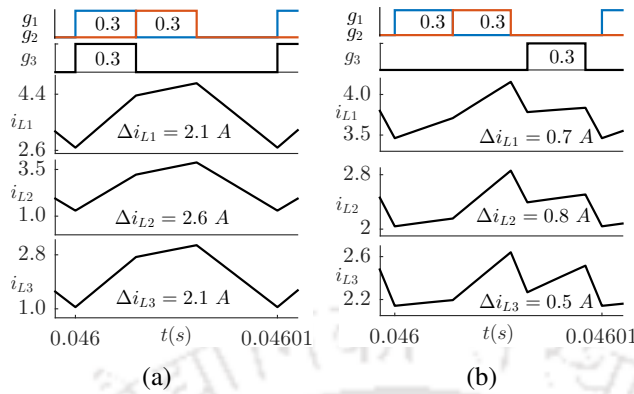 g1 0.3 0.3
g2
g3 0.3
4.4
iL1
2.6 ΔiL1 = 2.1 A
3.5
iL2
1.0 ΔiL2 = 2.6 A
2.8
iL3
1.0 ΔiL3 = 2.1 A
0.046 t(s) 0.04601
(a)
g1 0.3 0.3
g2
g3 0.3
4.0
iL1
3.5 ΔiL1 = 0.7 A
2.8
iL2
2 ΔiL2 = 0.8 A
2.6
iL3
2.2 ΔiL3 = 0.5 A
0.046 t(s) 0.04601
(b)